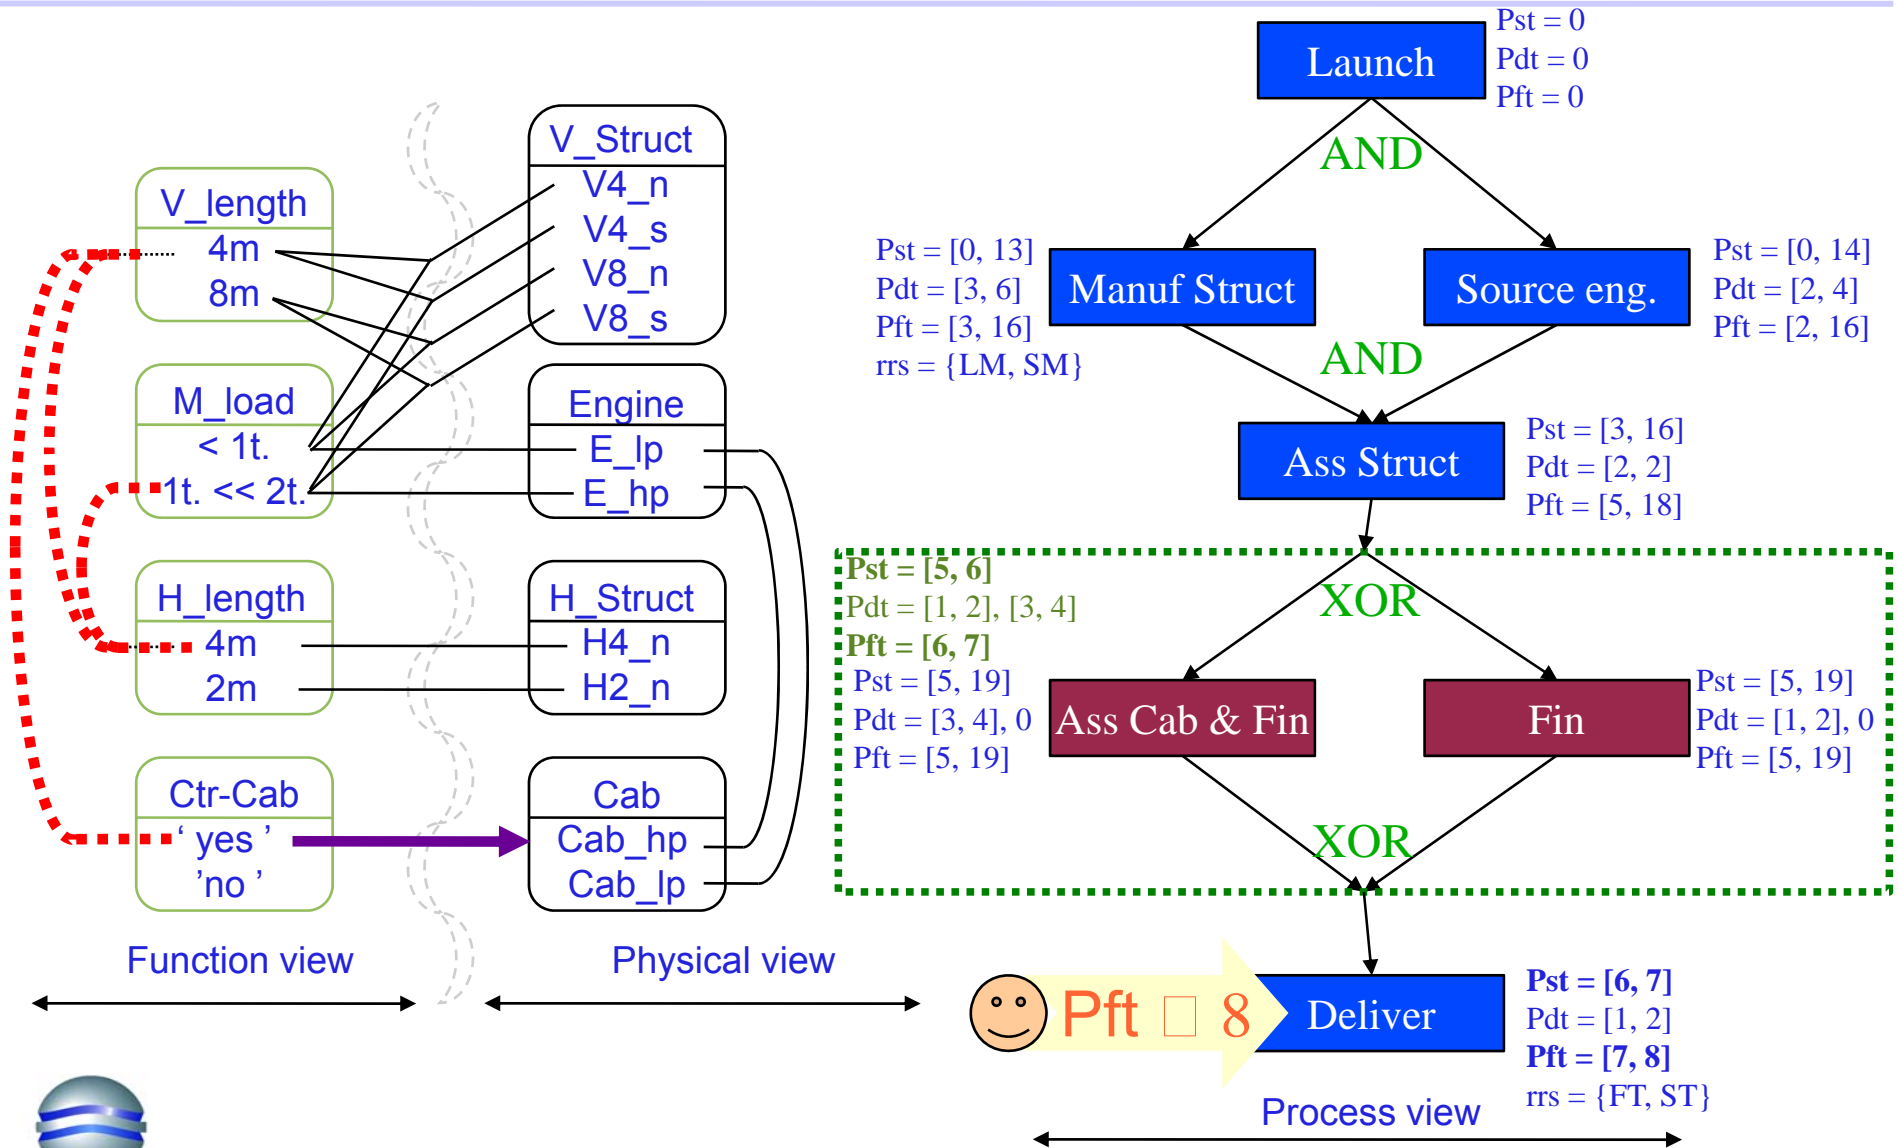 V_length
4m
8m
M_load
< 1t.
1t. << 2t.
H_length
4m
2m
Ctr-Cab
‘ yes ’
’no ’
Function view
V_Struct
V4_n
V4_s
V8_n
V8_s
Engine
E_lp
E_hp
H_Struct
H4_n
H2_n
Cab
Cab_hp
Cab_lp
Physical view
Launch
Pst = 0
Pdt = 0
Pft = 0
AND
Pst = [0, 13]
Pdt = [3, 6]
Pft = [3, 16]
rrs = {LM, SM}
Manuf Struct
Source eng.
Pst = [0, 14]
Pdt = [2, 4]
Pft = [2, 16]
AND
Ass Struct
Pst = [3, 16]
Pdt = [2, 2]
Pft = [5, 18]
Pst = [5, 6]
Pdt = [1, 2], [3, 4]
Pft = [6, 7]
XOR
Pst = [5, 19]
Pdt = [3, 4], 0
Pft = [5, 19]
Ass Cab & Fin
Fin
Pst = [5, 19]
Pdt = [1, 2], 0
Pft = [5, 19]
XOR
Pft □ 8
Deliver
Pst = [6, 7]
Pdt = [1, 2]
Pft = [7, 8]
rrs = {FT, ST}
Process view